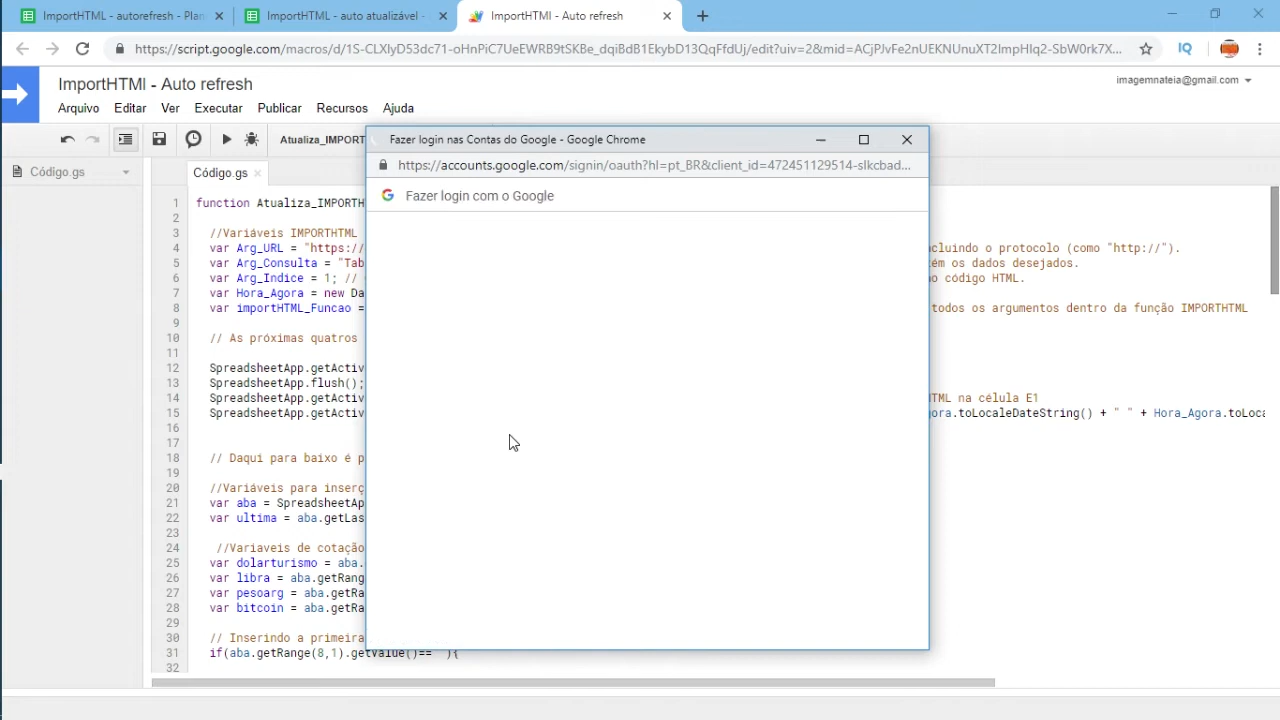 ImportHTML - autorefresh - Plan
ImportHTML - auto atualizável -
ImportHTMl - Auto refresh
https://script.google.com/macros/d/1S-CLXlyD53dc71-oHnPiC7UeEWRB9tSKBe_dqiBdB1EkybD13QqFfdUj/edit?uiv=2&mid=ACjPJvFe2nUEKNUnuXT2ImpHIq2-SbW0rk7X...
IQ
ImportHTMl - Auto refresh
imagemnateia@gmail.com
Arquivo Editar Ver Executar Publicar Recursos Ajuda
Atualiza_IMPORT
Código.gs
Código.gs
Fazer login nas Contas do Google - Google Chrome
https://accounts.google.com/signin/oauth?hl=pt_BR&client_id=472451129514-slkcbad...
Fazer login com o Google
1 function Atualiza_IMPORTH
2
3 //Variáveis IMPORTHTML
4 var Arg_URL = "https:// cluindo o protocolo (como "http://").
5 var Arg_Consulta = "Tab ém os dados desejados.
6 var Arg_Indice = 1; // o código HTML.
7 var Hora_Agora = new Da
8 var importHTML_Funcao = todos os argumentos dentro da função IMPORTHTML
9
10 // As próximas quatros
11
12 SpreadsheetApp.getActiv
13 SpreadsheetApp.flush();
14 SpreadsheetApp.getActiv TML na célula E1
15 SpreadsheetApp.getActiv ora.toLocaleDateString() + " " + Hora_Agora.toLoca
16
17
18 // Daqui para baixo é p
19
20 //Variáveis para inserç
21 var aba = SpreadsheetAp
22 var ultima = aba.getLas
23
24 //Variaveis de cotação
25 var dolarturismo = aba.
26 var libra = aba.getRang
27 var pesoarg = aba.getRa
28 var bitcoin = aba.getRa
29
30 // Inserindo a primeira
31 if(aba.getRange(8,1).getValue()== ){
32